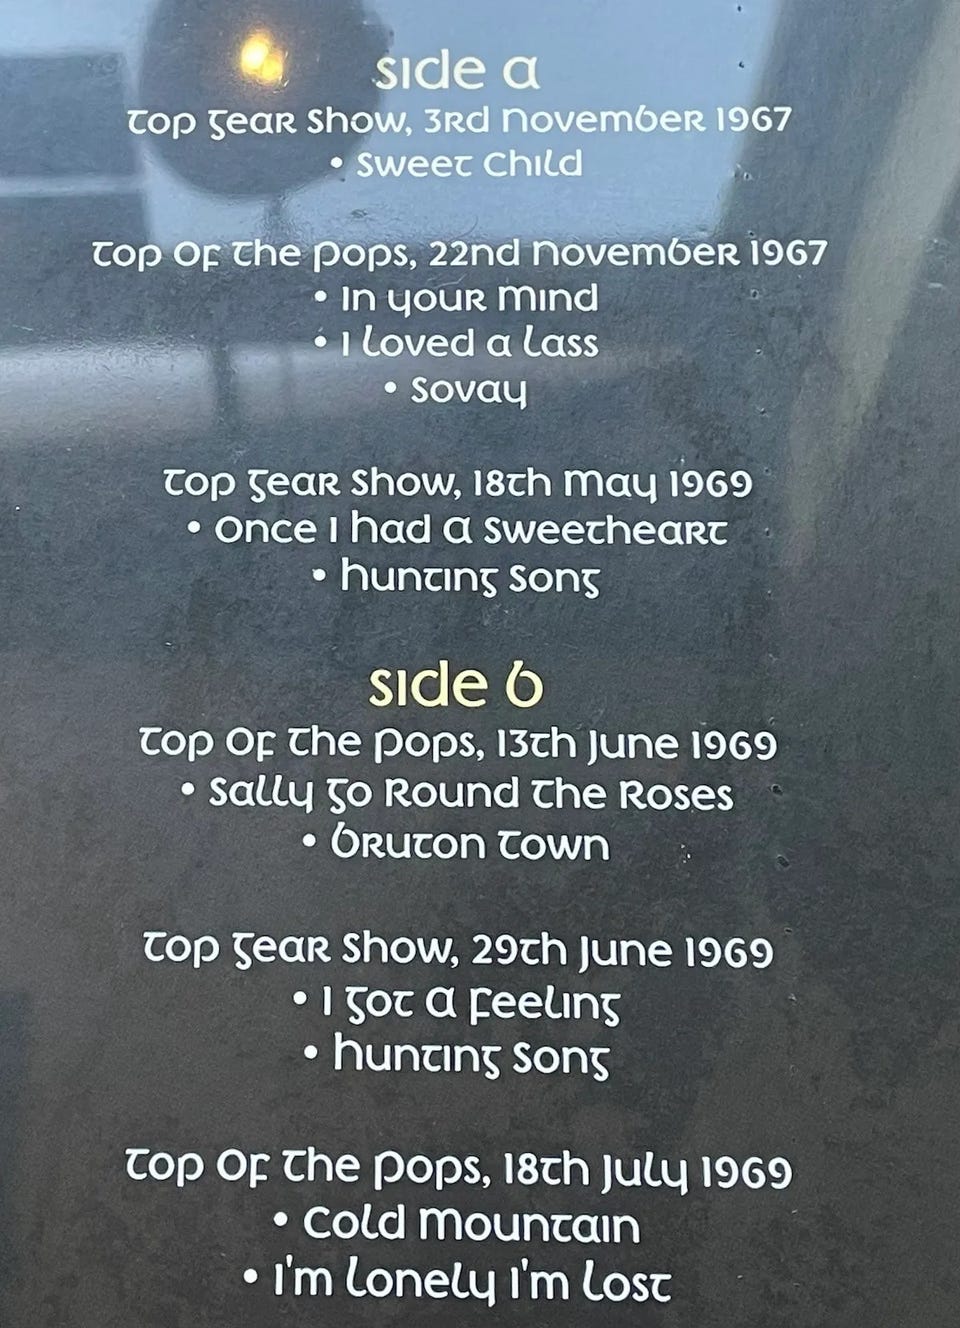 side a
Top Gear Show, 3rd November 1967
• Sweet Child
Top Of The Pops, 22nd November 1967
• In Your Mind
• I Loved A Lass
• Sovay
Top Gear Show, 18th May 1969
• Once I Had A Sweetheart
• Hunting Song
side b
Top Of The Pops, 13th June 1969
• Sally Go Round The Roses
• Bruton Town
Top Gear Show, 29th June 1969
• I Got A Feeling
• Hunting Song
Top Of The Pops, 18th July 1969
• Cold Mountain
• I'm Lonely I'm Lost